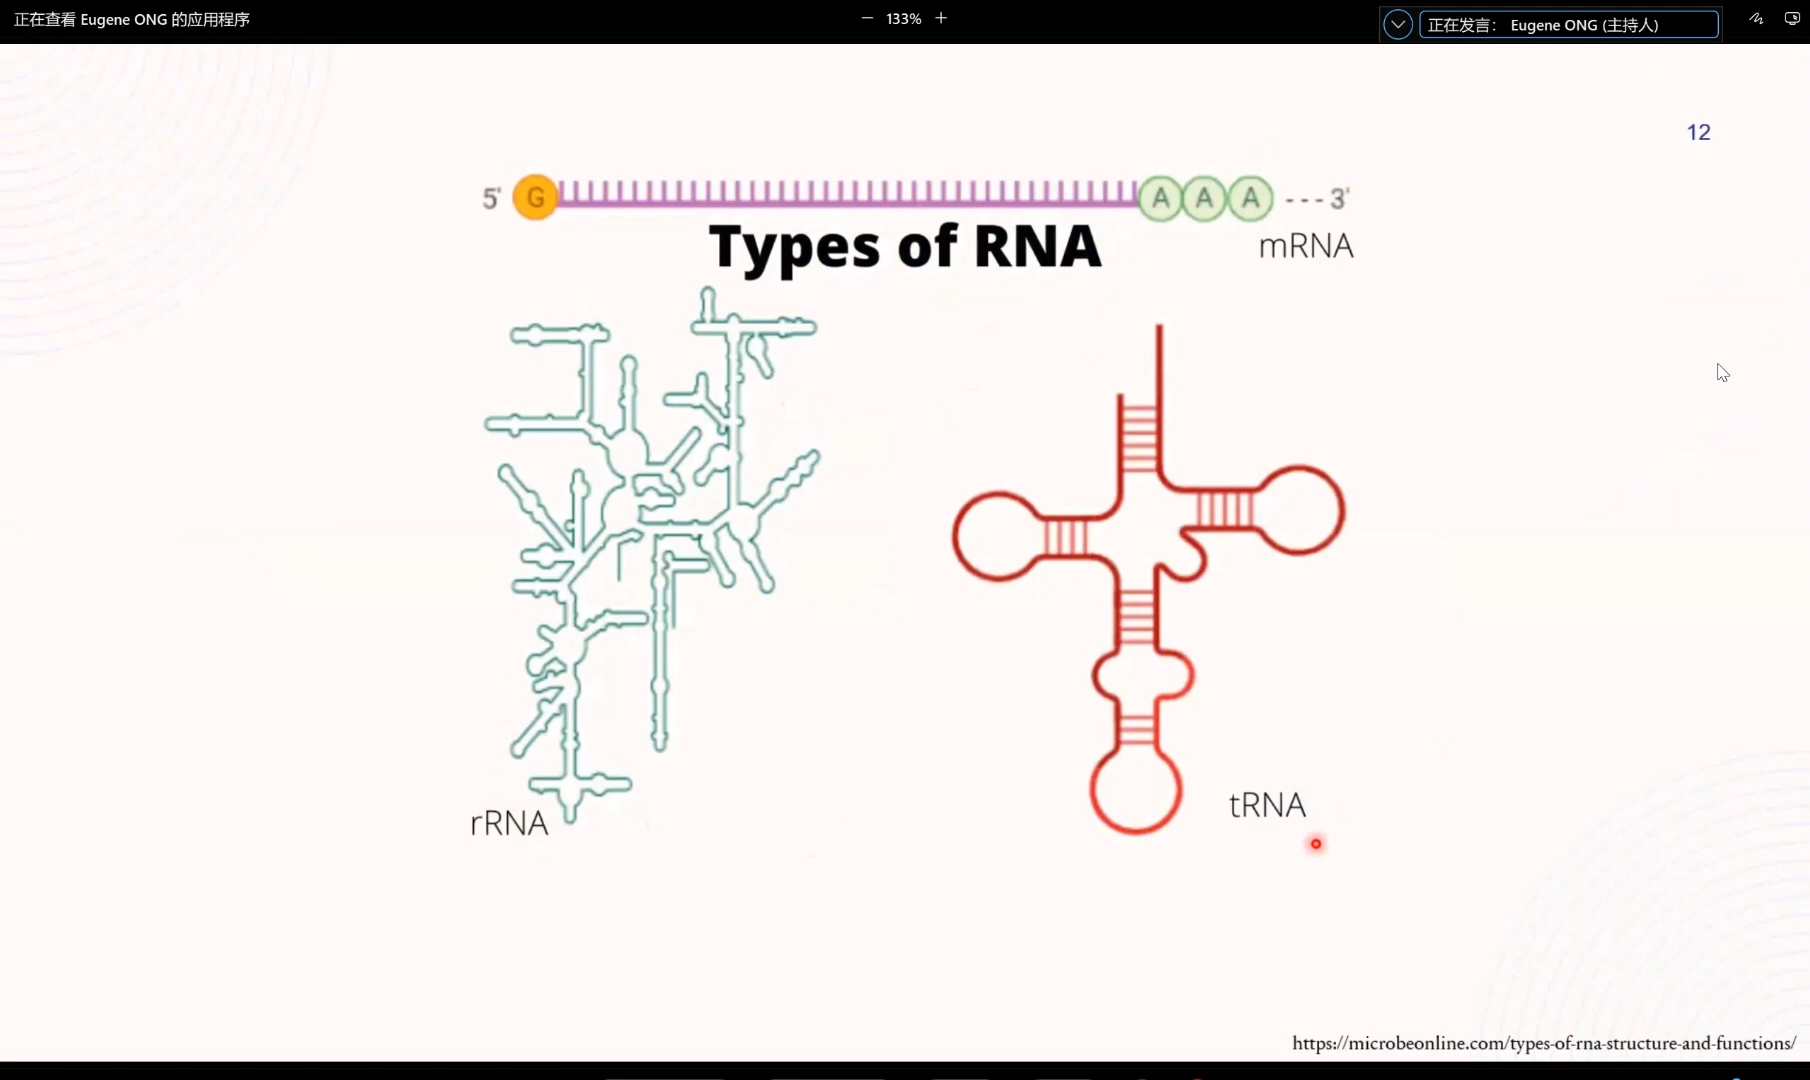 正在查看 Eugene ONG 的应用程序
133%
正在发言： Eugene ONG (主持人)
12
5' G A A A ---3'
Types of RNA
mRNA
rRNA
tRNA
https://microbeonline.com/types-of-rna-structure-and-functions/